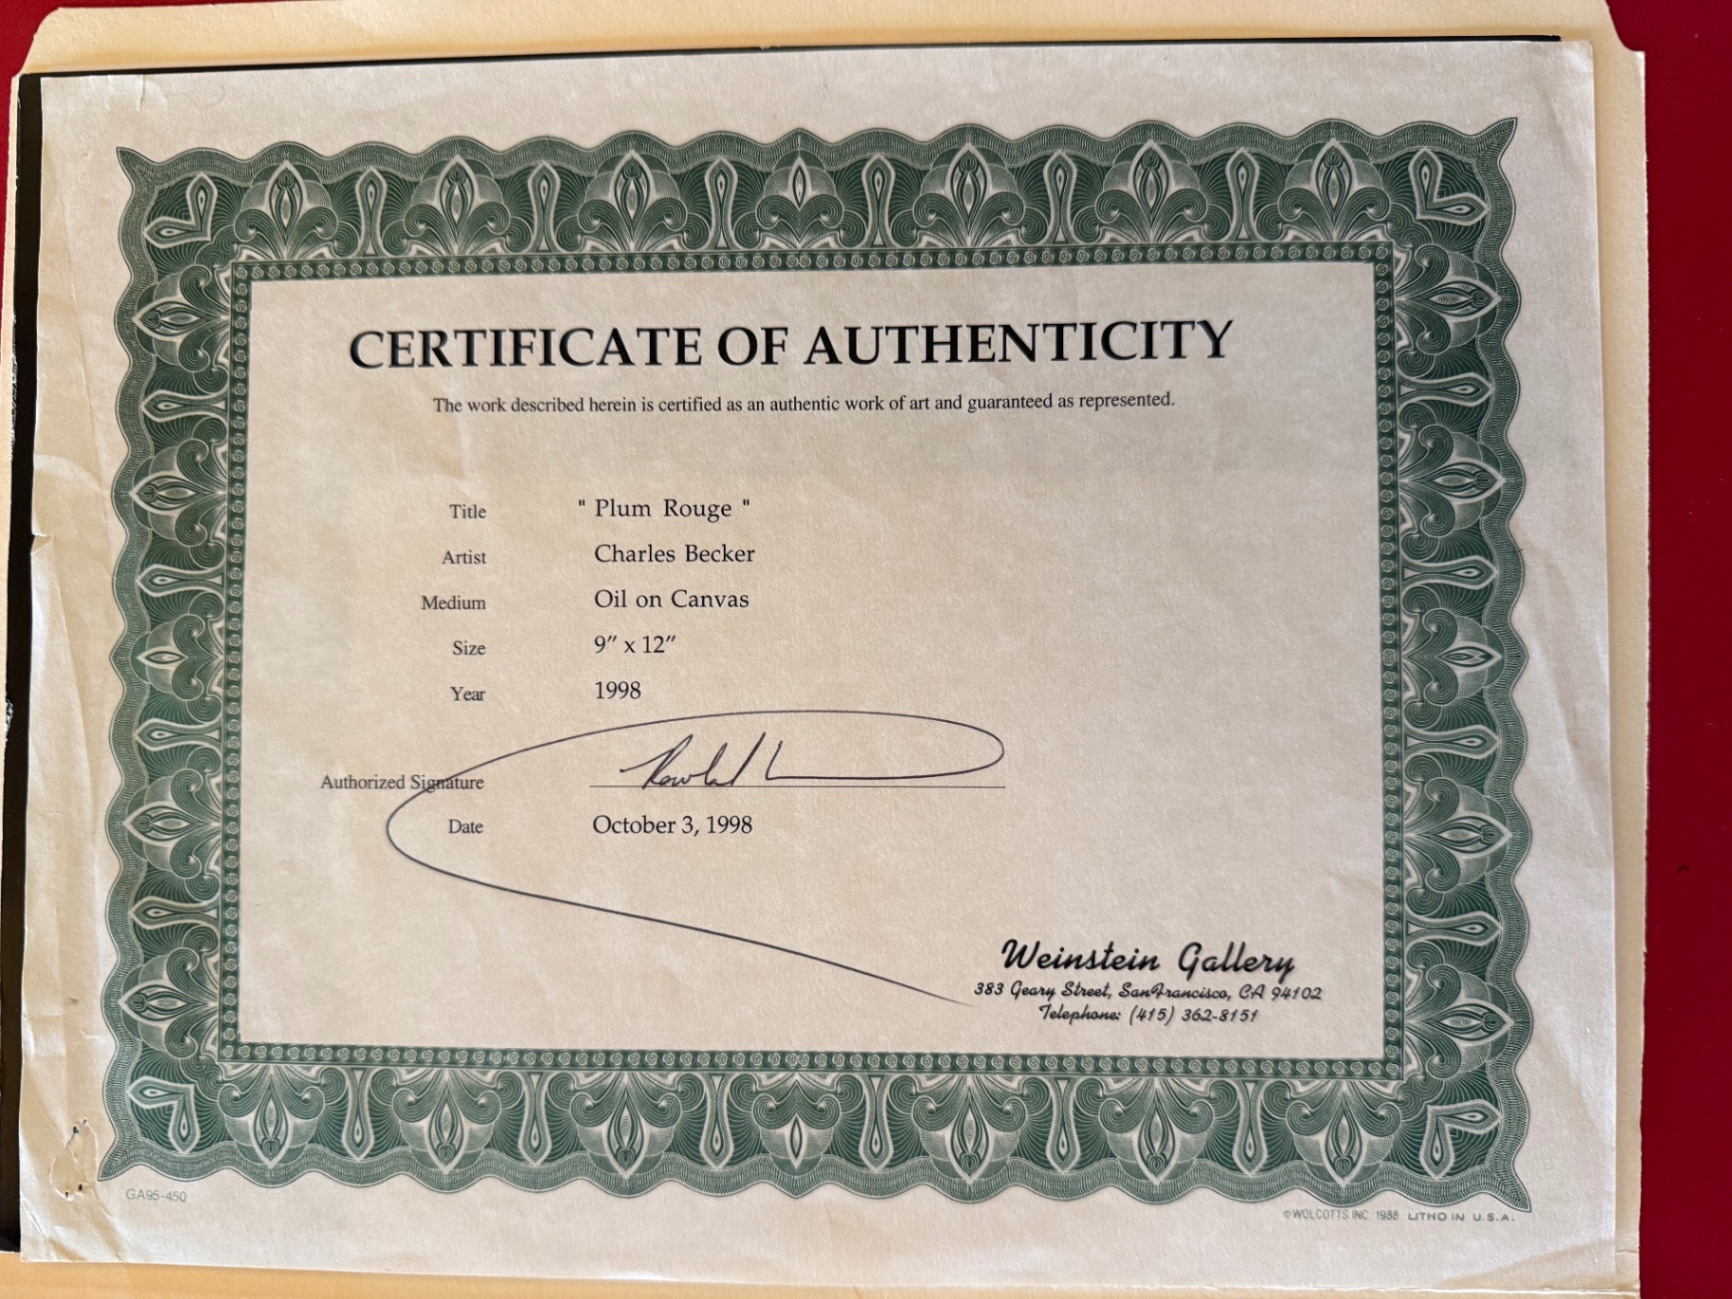 CERTIFICATE OF AUTHENTICITY
The work described herein is certified as an authentic work of art and guaranteed as represented.
Title " Plum Rouge "
Artist Charles Becker
Medium Oil on Canvas
Size 9″ x 12″
Year 1998
Authorized Signature
Date October 3, 1998
Weinstein Gallery
383 Geary Street, San Francisco, CA 94102
Telephone: (415) 362-8151
GA95-450
©WOLCOTTS INC. 1988 LITHO IN U.S.A.